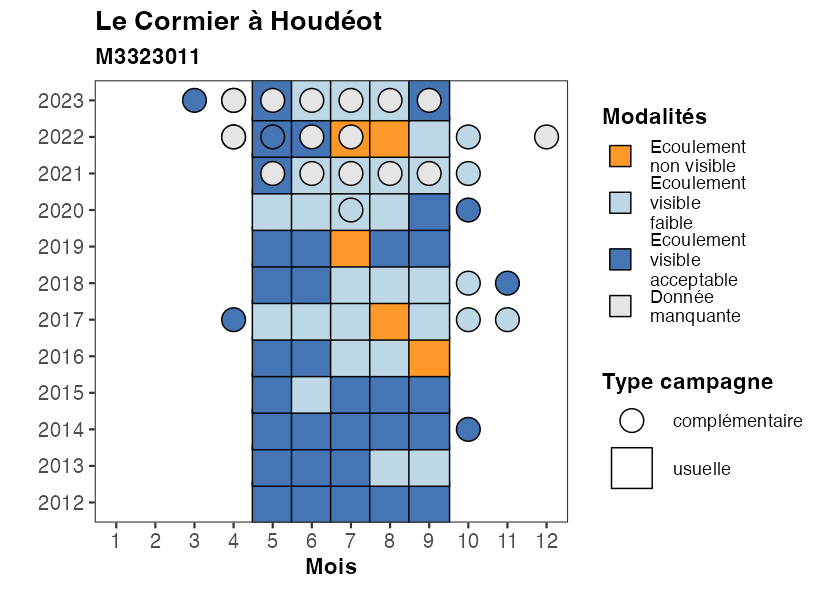 Le Cormier à Houdéot
M3323011
2023
2022
2021
2020
2019
2018
2017
2016
2015
2014
2013
2012
1 2 3 4 5 6 7 8 9 10 11 12
Mois
Modalités
Ecoulement
non visible
Ecoulement
visible
faible
Ecoulement
visible
acceptable
Donnée
manquante
Type campagne
complémentaire
usuelle